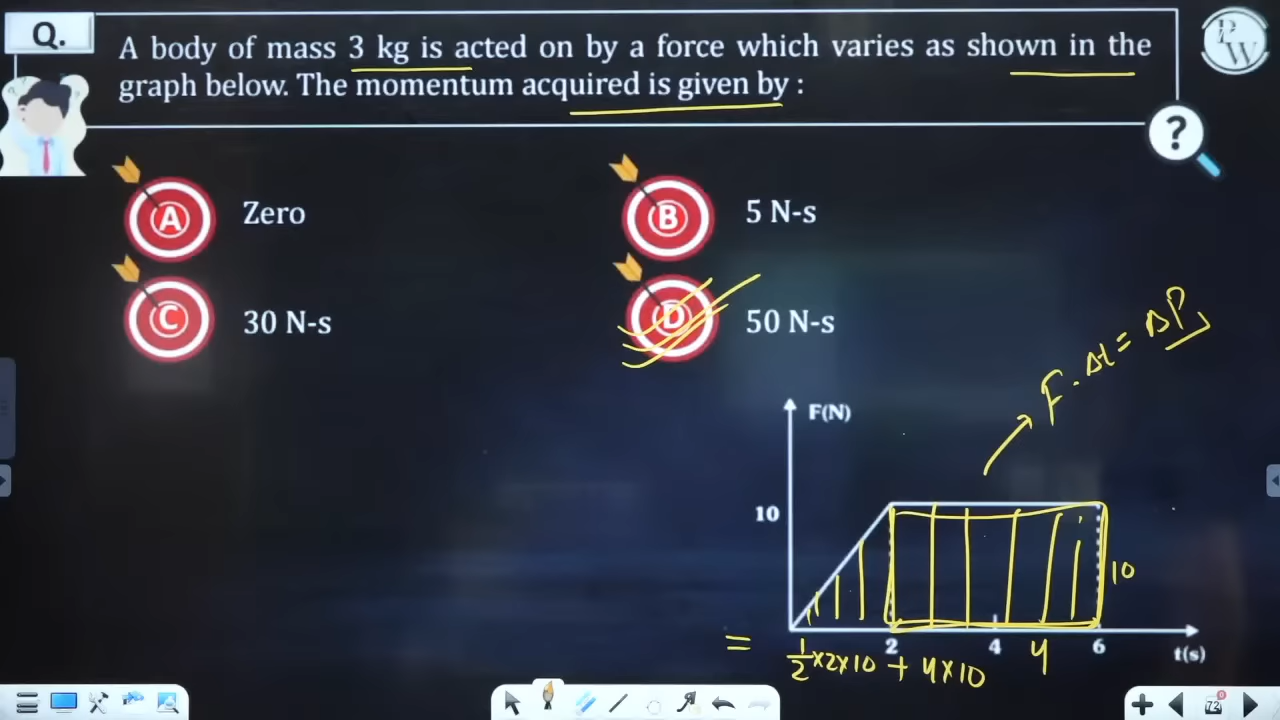 Q.
A body of mass 3 kg is acted on by a force which varies as shown in the
graph below. The momentum acquired is given by :
PW
?
A Zero
B 5 N-s
C 30 N-s
D 50 N-s
F · Δt = ΔP
F(N)
10
10
2 4 4 6 t(s)
= 1/2 × 2 × 10 + 4 × 10
72